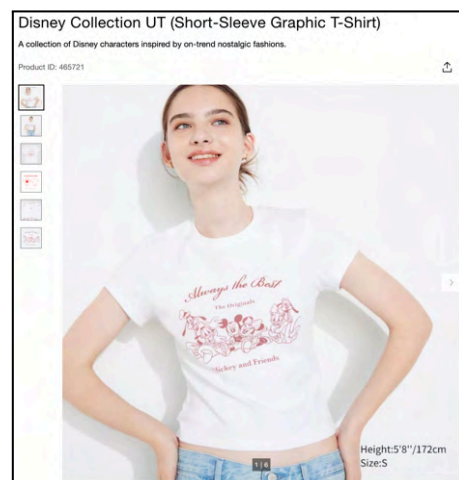 Disney Collection UT (Short-Sleeve Graphic T-Shirt)
A collection of Disney characters inspired by on-trend nostalgic fashions.
Product ID: 465721
Always the Best
The Originals
Mickey and Friends
Height:5'8''/172cm
Size:S
1 | 6